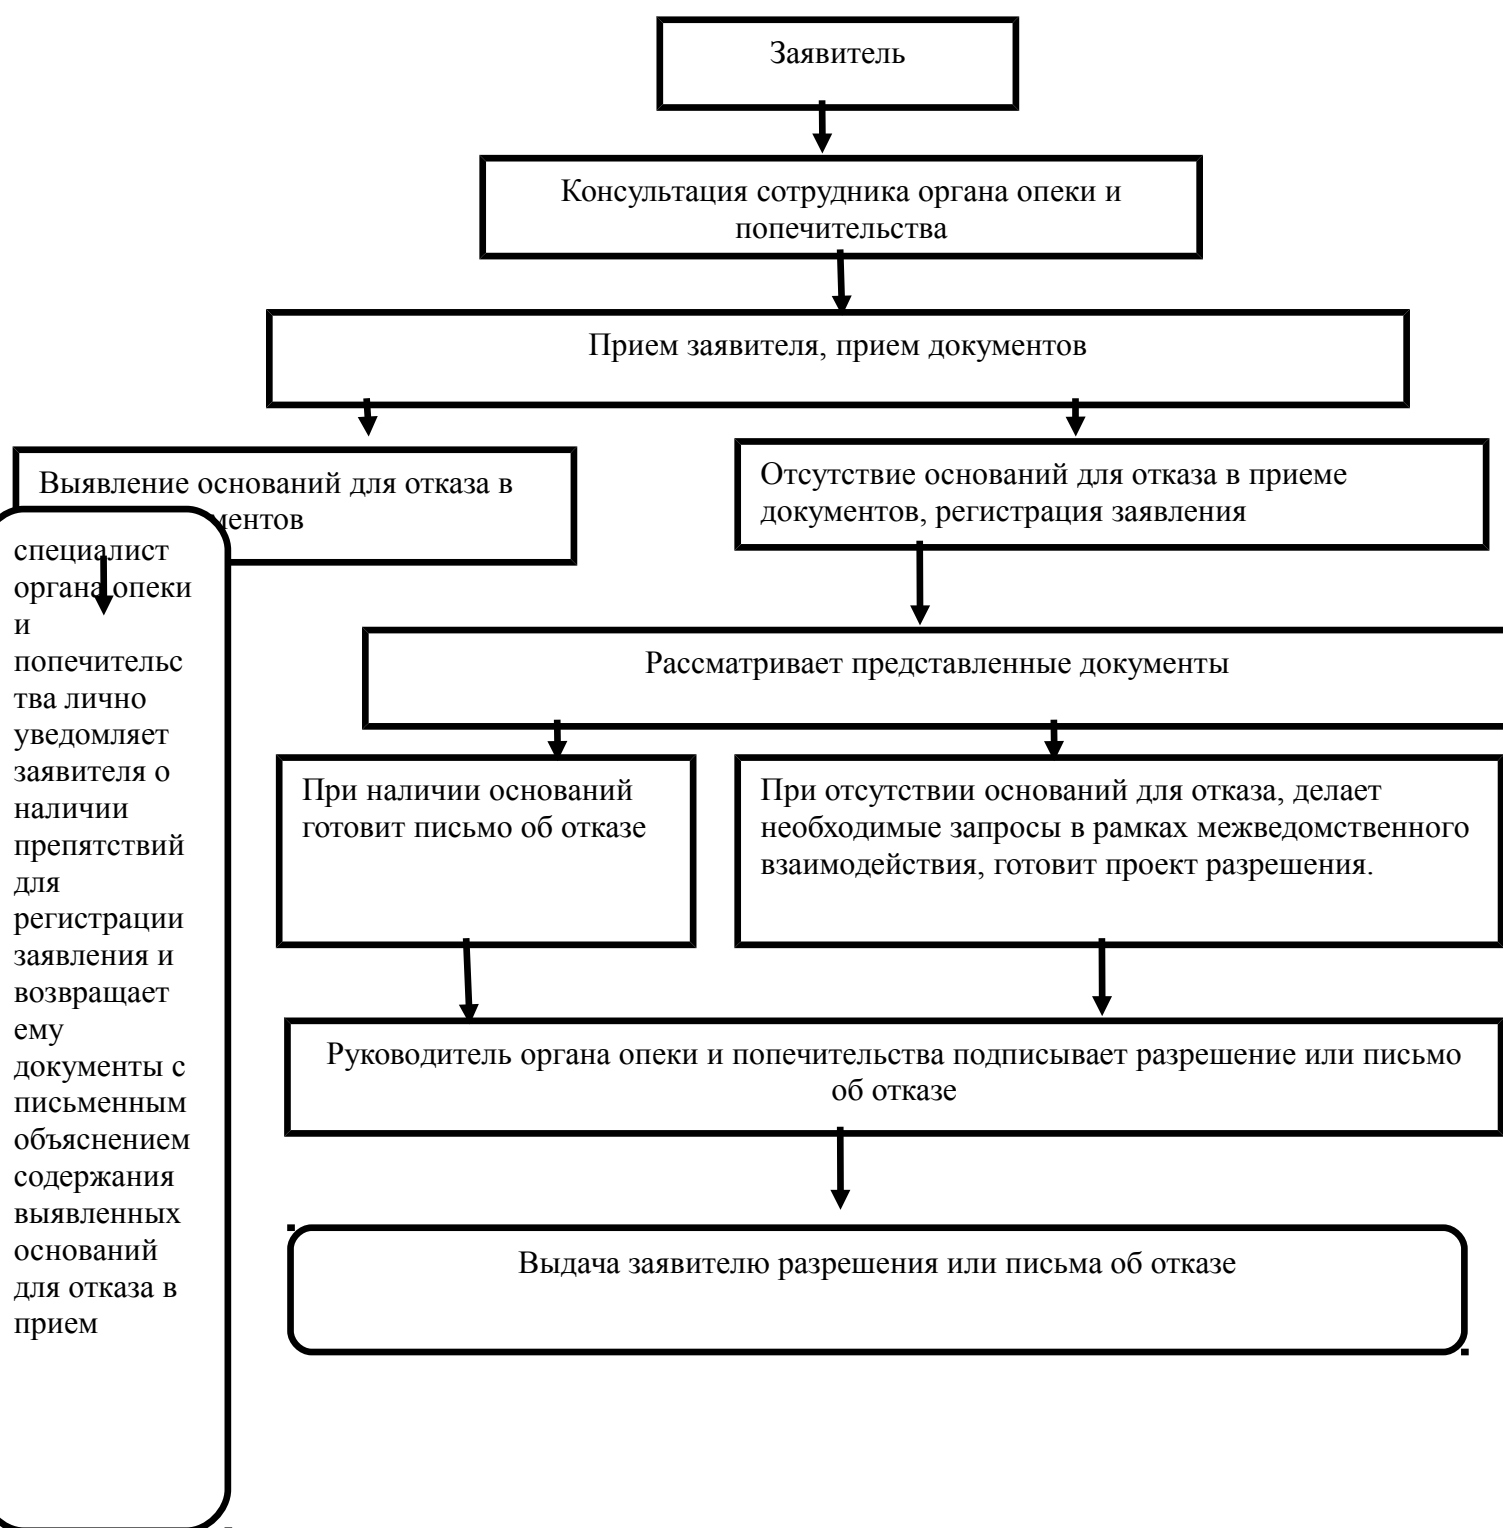 Заявитель
Консультация сотрудника органа опеки и
попечительства
Прием заявителя, прием документов
Выявление оснований для отказа в
Отсутствие оснований для отказа в приеме
документов, регистрация заявления
специалист
органа опеки
и
попечительс
тва лично
уведомляет
заявителя о
наличии
препятствий
для
регистрации
заявления и
возвращает
ему
документы с
письменным
объяснением
содержания
выявленных
оснований
для отказа в
прием
Рассматривает представленные документы
При наличии оснований
готовит письмо об отказе
При отсутствии оснований для отказа, делает
необходимые запросы в рамках межведомственного
взаимодействия, готовит проект разрешения.
Руководитель органа опеки и попечительства подписывает разрешение или письмо
об отказе
Выдача заявителю разрешения или письма об отказе